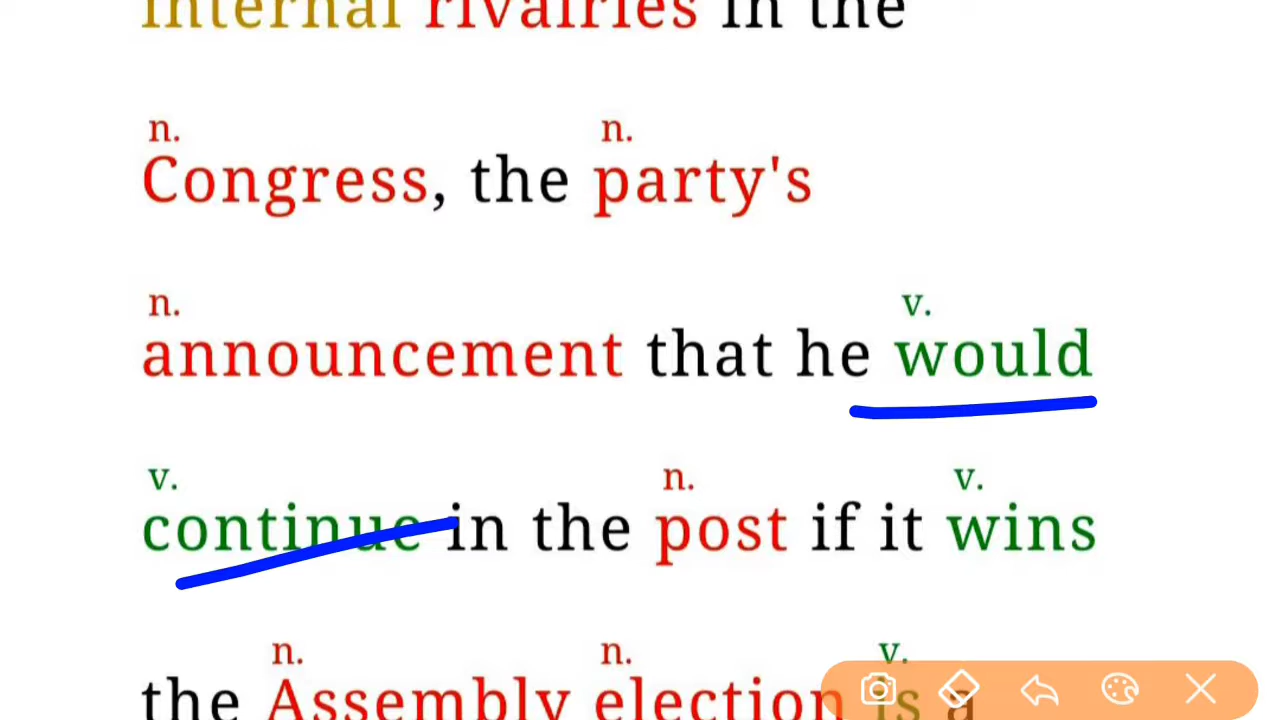 internal rivalries in the
n. n.
Congress, the party's
n. v.
announcement that he would
v. n. v.
continue in the post if it wins
n. n. v.
the Assembly election is a